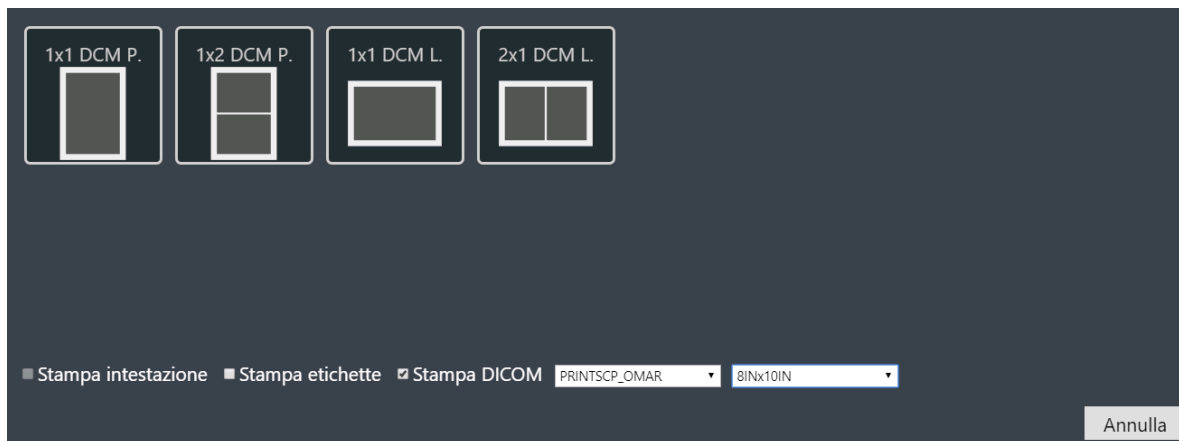 1x1 DCM P. 1x2 DCM P. 1x1 DCM L. 2x1 DCM L.
Stampa intestazione Stampa etichette Stampa DICOM PRINTSCP_OMAR 8INx10IN
Annulla